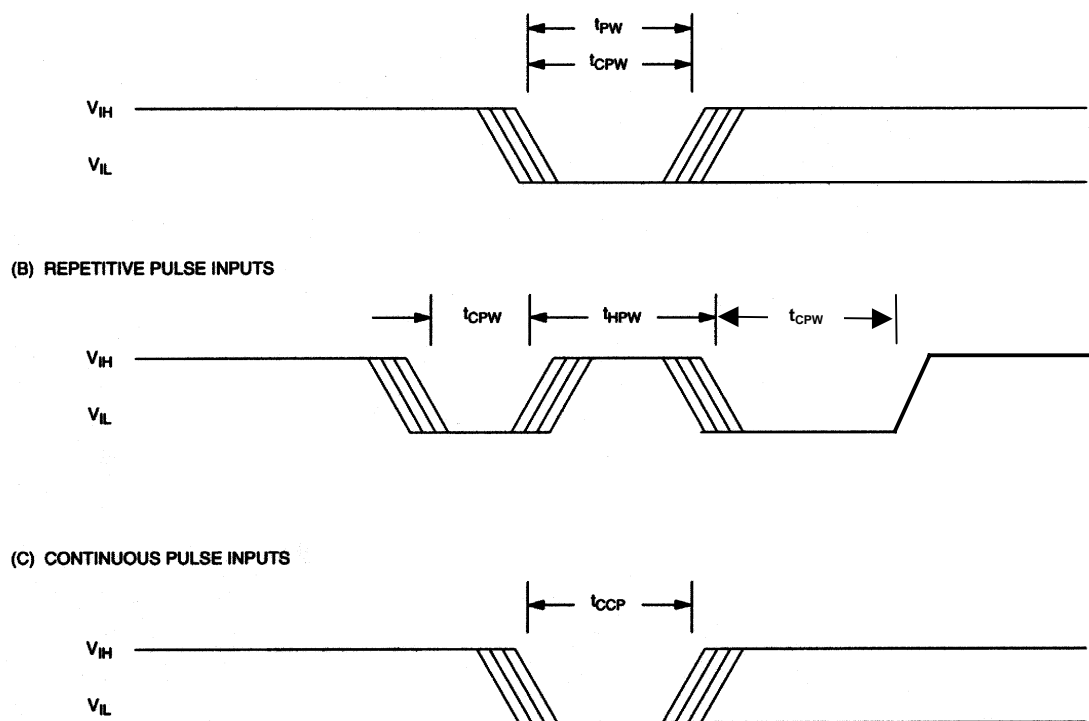 tPW
tCPW
VIH
VIL
(B) REPETITIVE PULSE INPUTS
tCPW tHPW tCPW
VIH
VIL
(C) CONTINUOUS PULSE INPUTS
tCCP
VIH
VIL